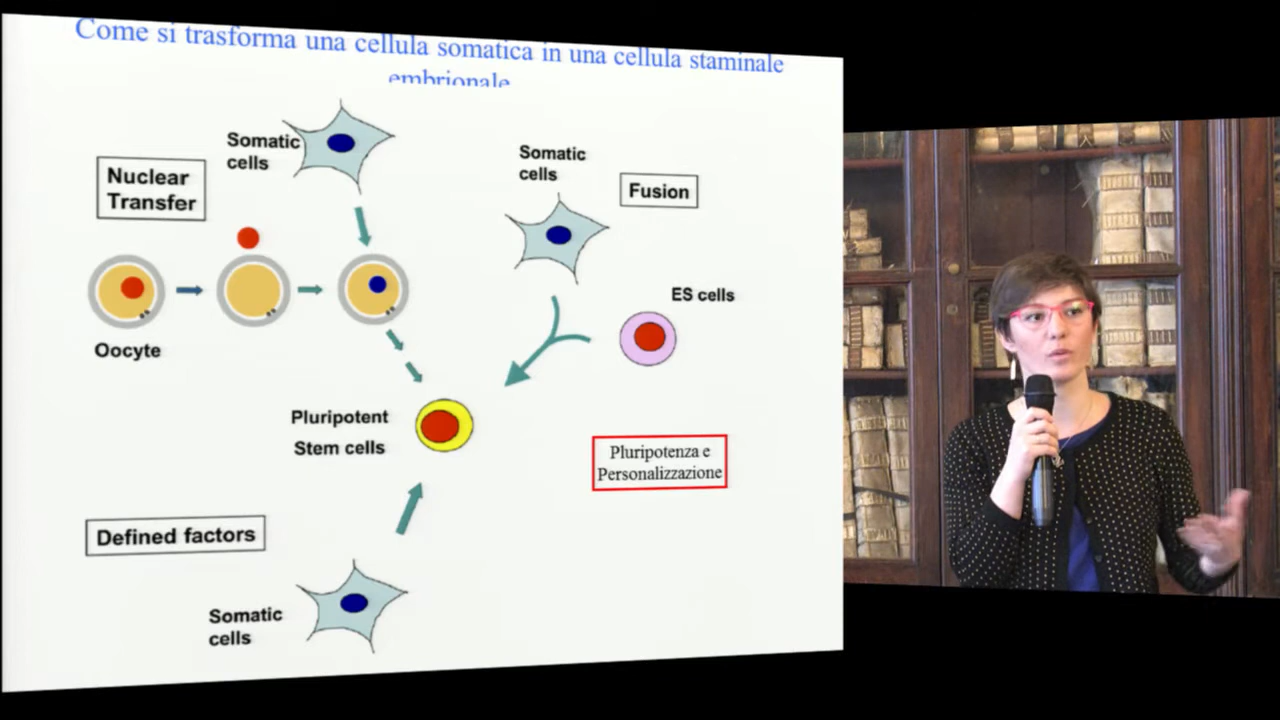 Come si trasforma una cellula somatica in una cellula staminale
embrionale
Somatic
cells
Nuclear
Transfer
Somatic
cells
Fusion
ES cells
Oocyte
Pluripotent
Stem cells
Pluripotenza e
Personalizzazione
Defined factors
Somatic
cells